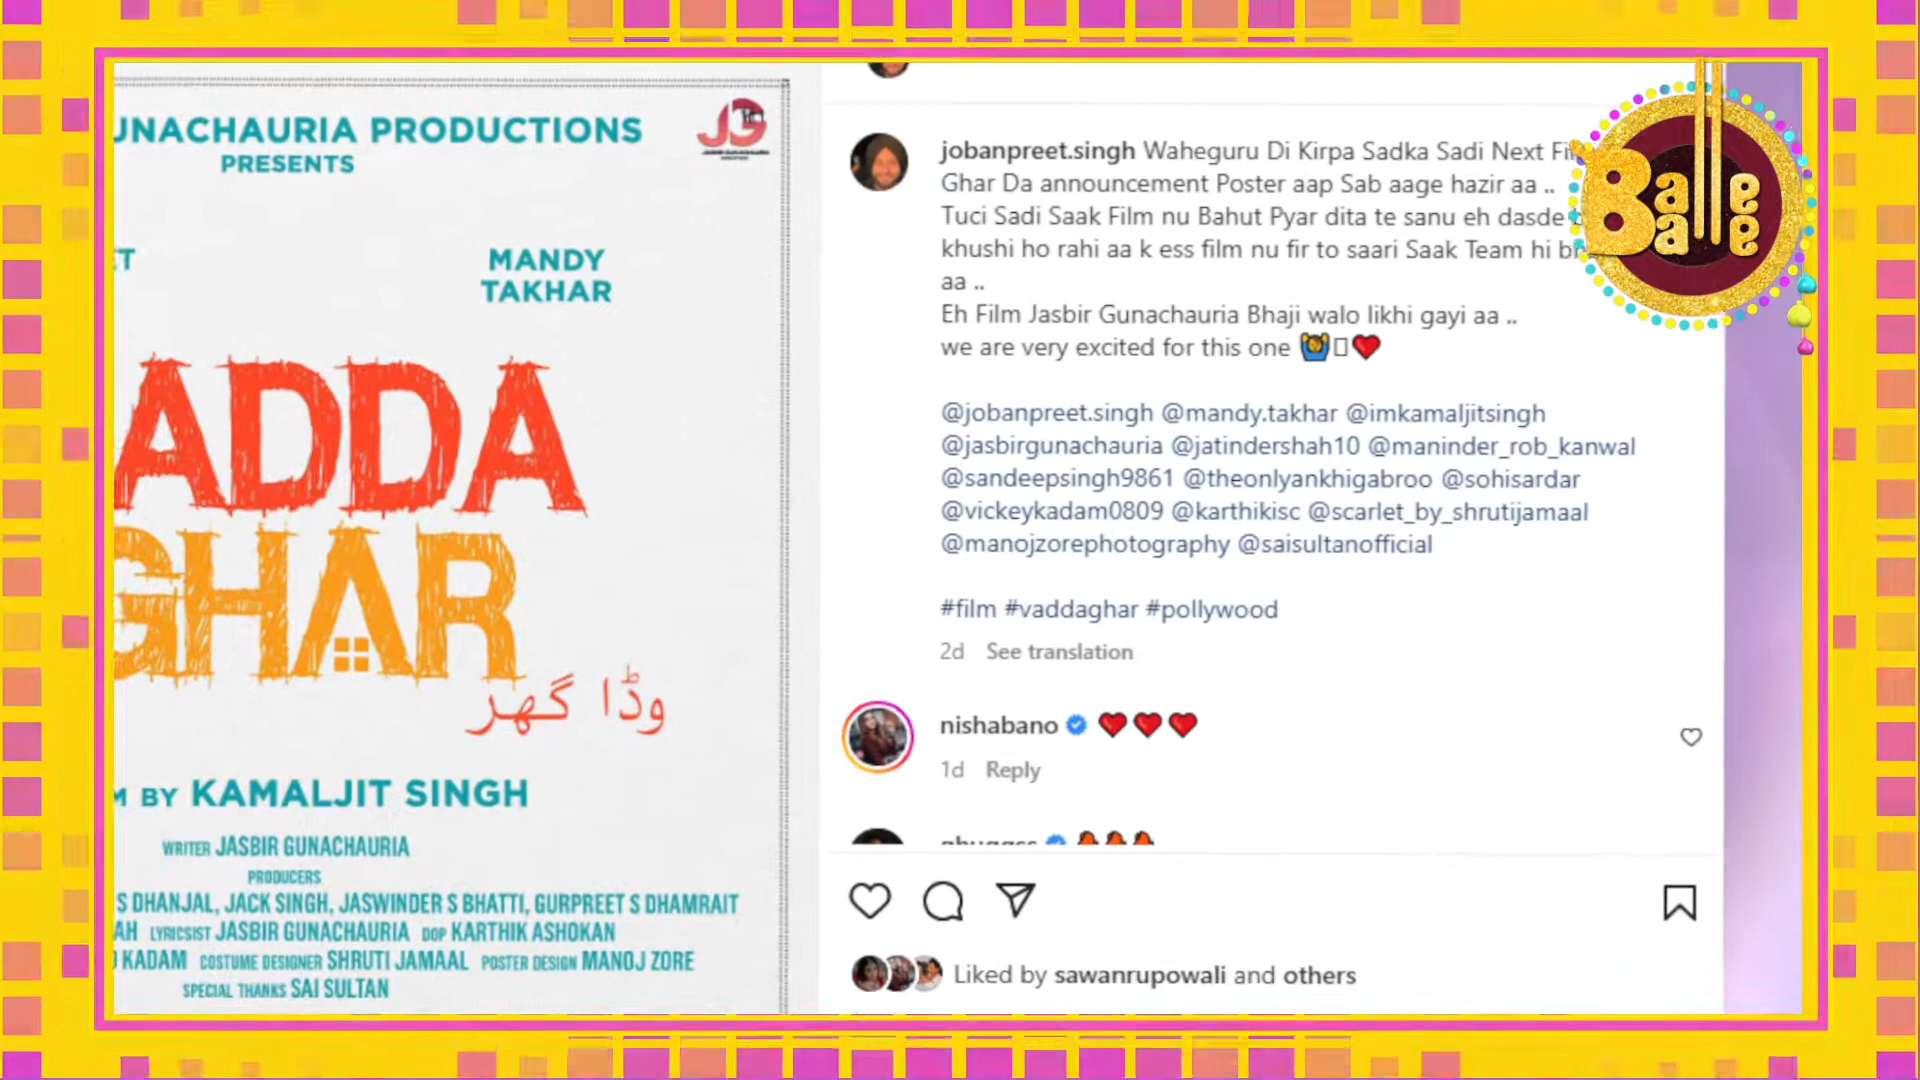 UNACHAURIA PRODUCTIONS
PRESENTS
MANDY
TAKHAR
ADDA
GHAR
وڈا گھر
BY KAMALJIT SINGH
WRITER JASBIR GUNACHAURIA
PRODUCERS
S DHANJAL, JACK SINGH, JASWINDER S BHATTI, GURPREET S DHAMRAIT
AH LYRICSIST JASBIR GUNACHAURIA DOP KARTHIK ASHOKAN
KADAM COSTUME DESIGNER SHRUTI JAMAAL POSTER DESIGN MANOJ ZORE
SPECIAL THANKS SAI SULTAN
jobanpreet.singh Waheguru Di Kirpa Sadka Sadi Next
Ghar Da announcement Poster aap Sab aage hazir aa ..
Tuci Sadi Saak Film nu Bahut Pyar dita te sanu eh dasde
khushi ho rahi aa k ess film nu fir to saari Saak Team hi
aa ..
Eh Film Jasbir Gunachauria Bhaji walo likhi gayi aa ..
we are very excited for this one 🙆❤️
@jobanpreet.singh @mandy.takhar @imkamaljitsingh
@jasbirgunachauria @jatindershah10 @maninder_rob_kanwal
@sandeepsingh9861 @theonlyankhigabroo @sohisardar
@vickeykadam0809 @karthikisc @scarlet_by_shrutijamaal
@manojzorephotography @saisultanofficial
#film #vaddaghar #pollywood
2d See translation
nishabano ❤️ ❤️ ❤️
1d Reply
Liked by sawanrupowali and others
Balle
Balle